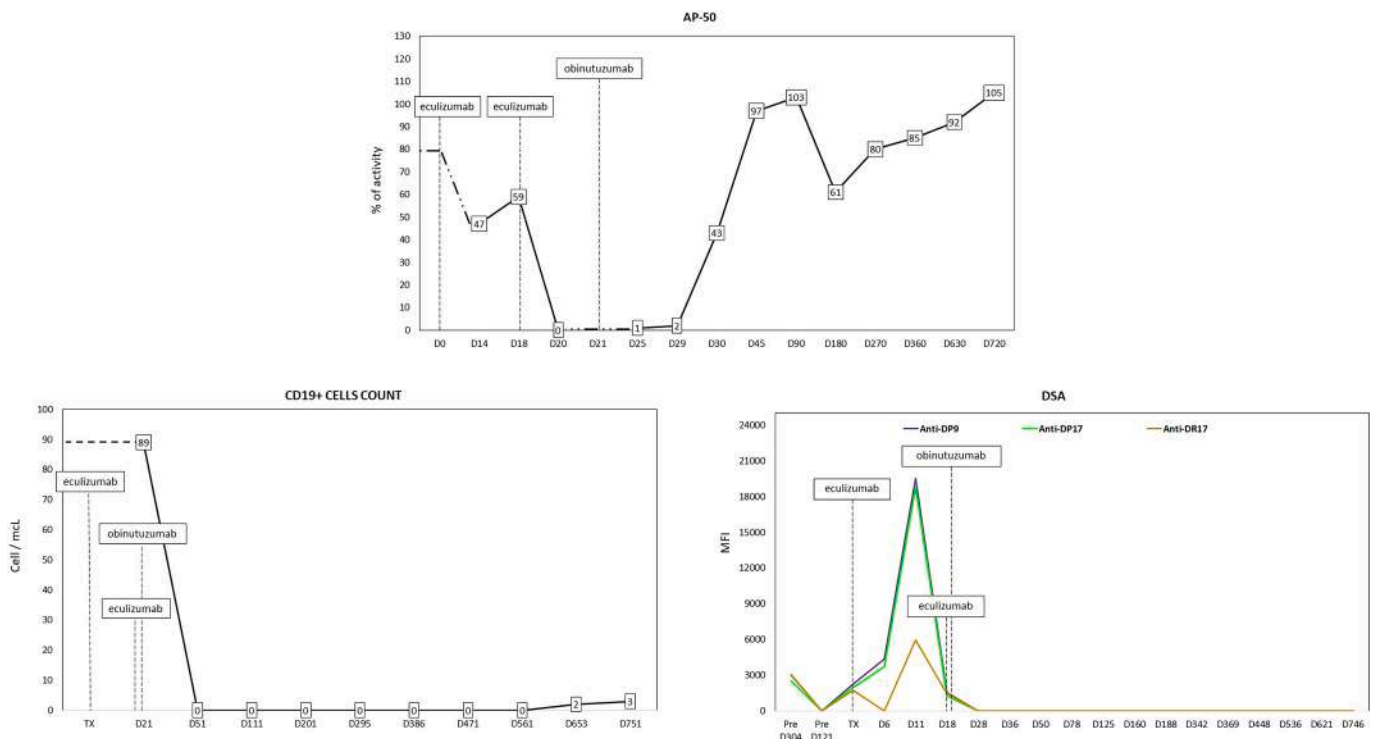 AP-50
130
120
110
100
90
80
70
60
50
40
30
20
10
0
% of activity
eculizumab
eculizumab
obinutuzumab
47
59
0
1
2
43
97
103
61
80
85
92
105
D0 D14 D18 D20 D21 D25 D29 D30 D45 D90 D180 D270 D360 D630 D720
CD19+ CELLS COUNT
100
90
80
70
60
50
40
30
20
10
0
Cell / mcL
89
eculizumab
obinutuzumab
eculizumab
0 0 0 0 0 0 0 2 3
TX D21 D51 D111 D201 D295 D386 D471 D561 D653 D751
DSA
24000
21000
18000
15000
12000
9000
6000
3000
0
MFI
Anti-DP9 Anti-DP17 Anti-DR17
obinutuzumab
eculizumab
eculizumab
Pre Pre TX D6 D11 D18 D28 D36 D50 D78 D125 D160 D188 D342 D369 D448 D536 D621 D746
D304 D121